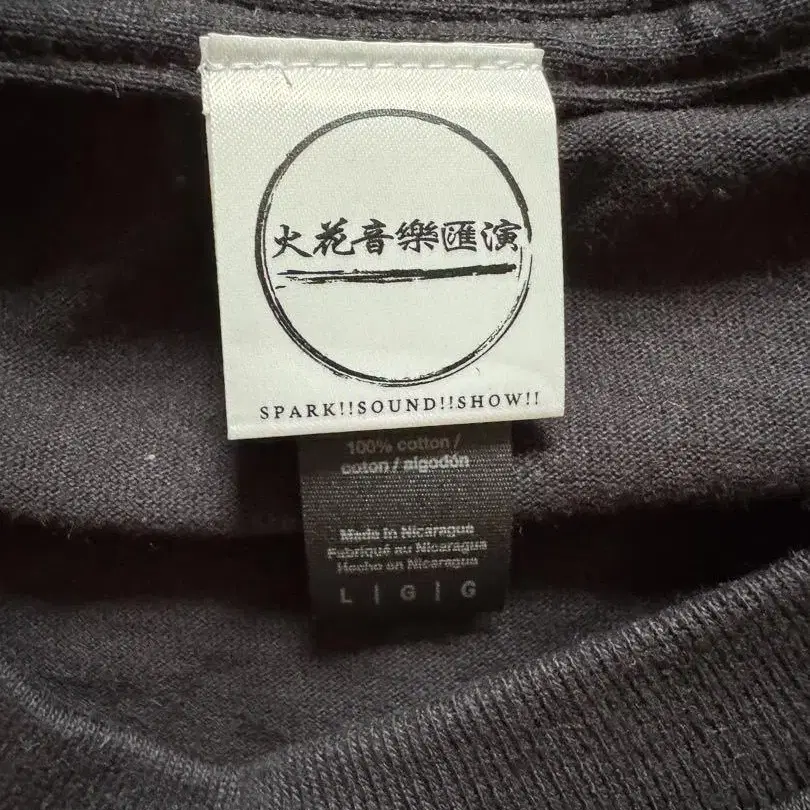 火花音樂匯演
SPARK!!SOUND!!SHOW!!
100% cotton /
coton / algodón
Made in Nicaragua
Fabriqué au Nicaragua
Hecho en Nicaragua
L | G | G